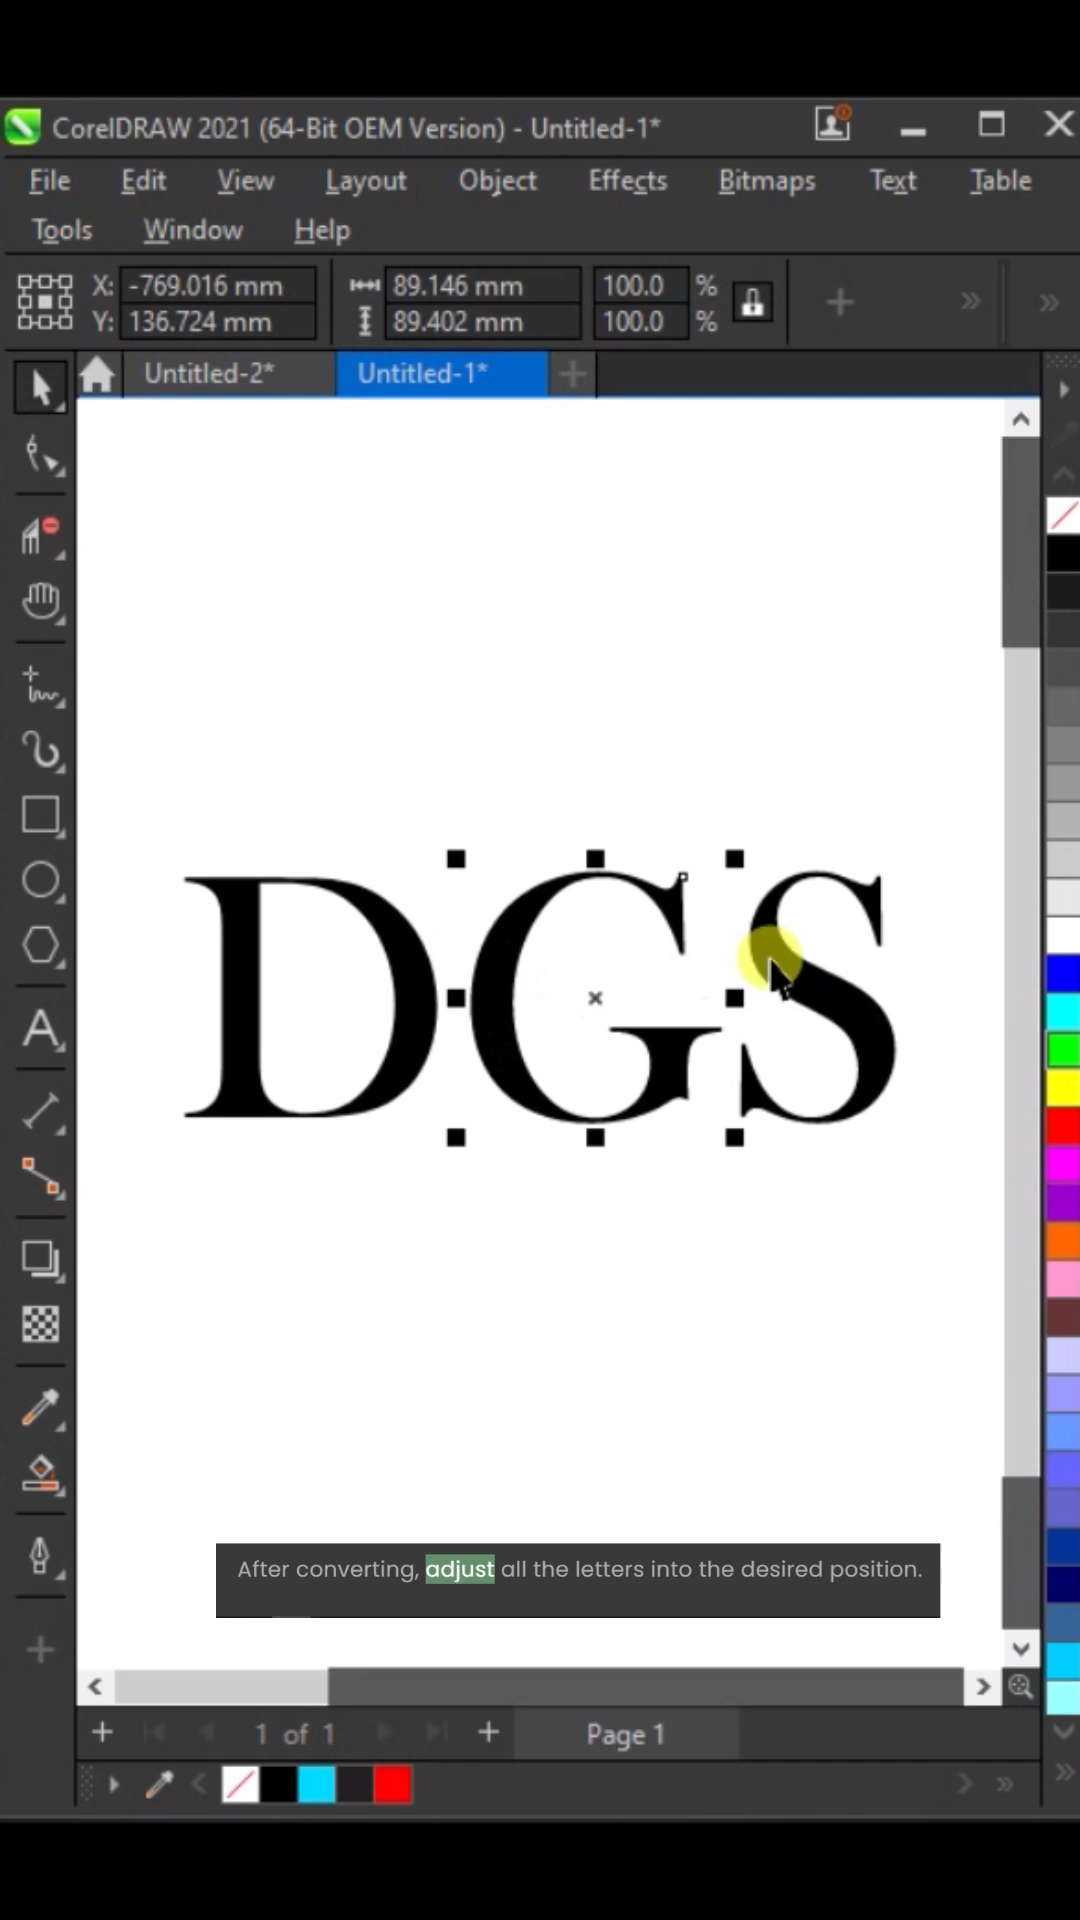 CorelDRAW 2021 (64-Bit OEM Version) - Untitled-1*
File Edit View Layout Object Effects Bitmaps Text Table
Tools Window Help
X: -769.016 mm 89.146 mm 100.0 %
Y: 136.724 mm 89.402 mm 100.0 %
Untitled-2* Untitled-1*
DGS
After converting, adjust all the letters into the desired position.
1 of 1 Page 1